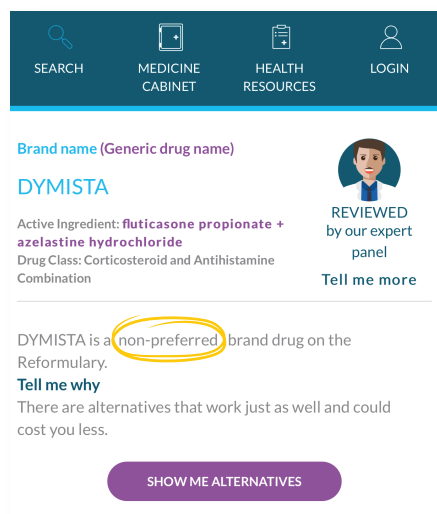 SEARCH
MEDICINE
CABINET
HEALTH
RESOURCES
LOGIN
Brand name (Generic drug name)
DYMISTA
Active Ingredient: fluticasone propionate +
azelastine hydrochloride
Drug Class: Corticosteroid and Antihistamine
Combination
REVIEWED
by our expert
panel
Tell me more
DYMISTA is a non-preferred brand drug on the
Reformulary.
Tell me why
There are alternatives that work just as well and could
cost you less.
SHOW ME ALTERNATIVES